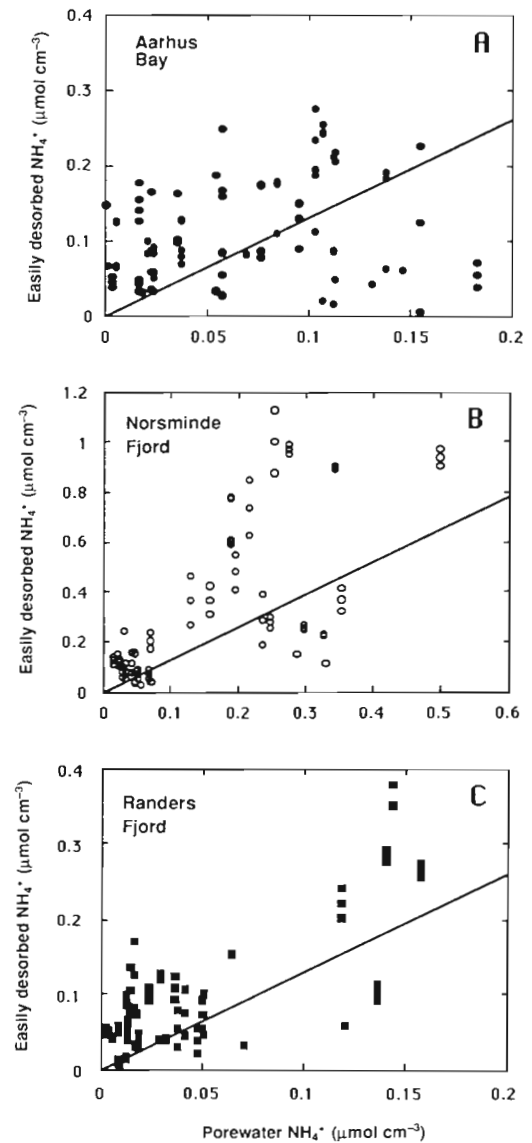 Aarhus
Bay
A
Easily desorbed NH₄⁺ (μmol cm⁻³)
0.4
0.3
0.2
0.1
0
0
0.05
0.1
0.15
0.2
Norsminde
Fjord
B
Easily desorbed NH₄⁺ (μmol cm⁻³)
1.2
1
0.8
0.6
0.4
0.2
0
0
0.1
0.2
0.3
0.4
0.5
0.6
Randers
Fjord
C
Easily desorbed NH₄⁺ (μmol cm⁻³)
0.4
0.3
0.2
0.1
0
0
0.05
0.1
0.15
0.2
Porewater NH₄⁺ (μmol cm⁻³)